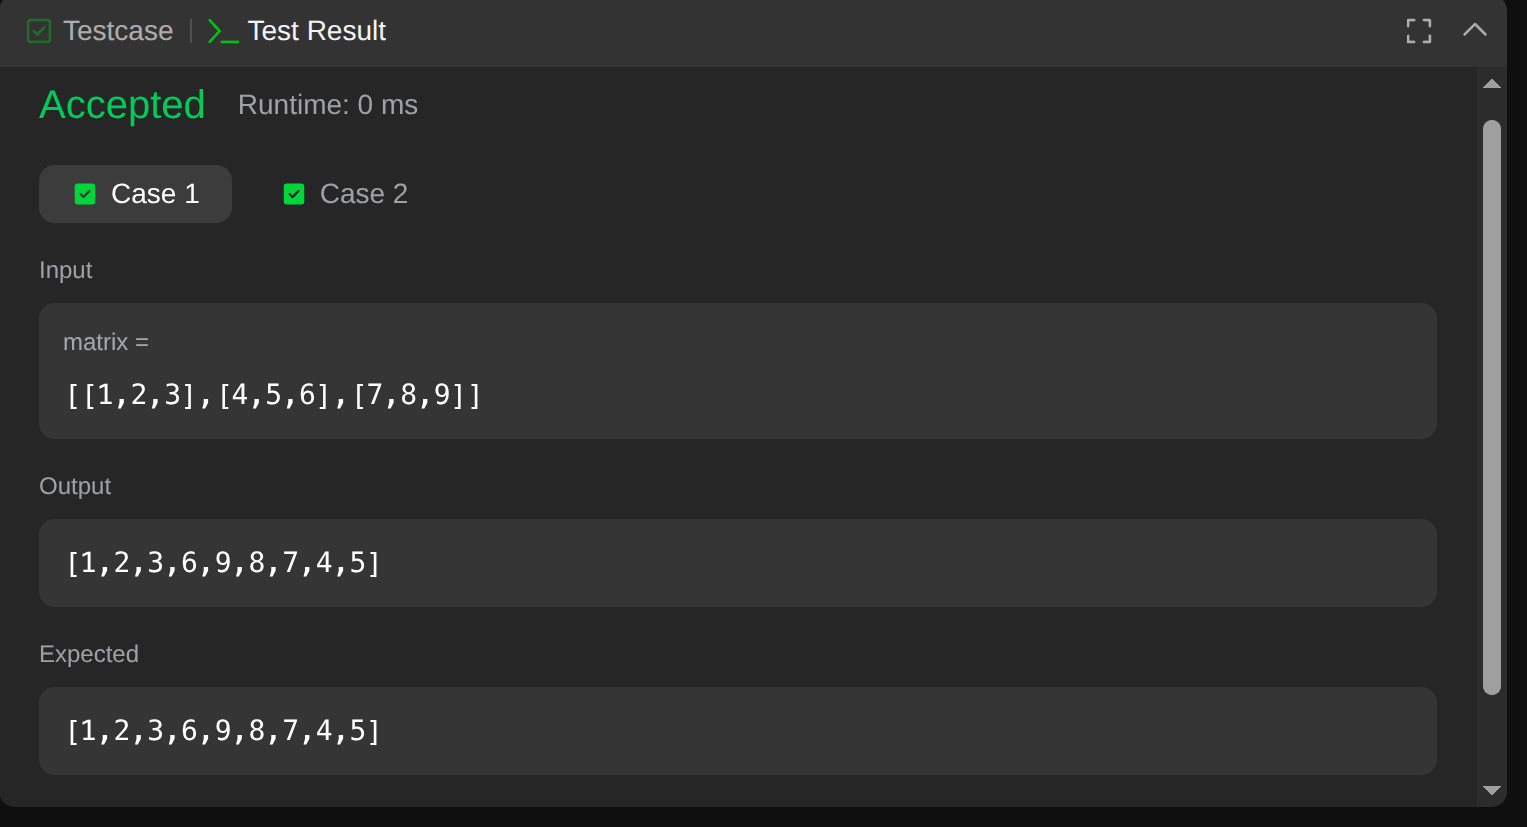 Testcase Test Result
Accepted Runtime: 0 ms
Case 1 Case 2
Input
matrix =
[[1,2,3],[4,5,6],[7,8,9]]
Output
[1,2,3,6,9,8,7,4,5]
Expected
[1,2,3,6,9,8,7,4,5]